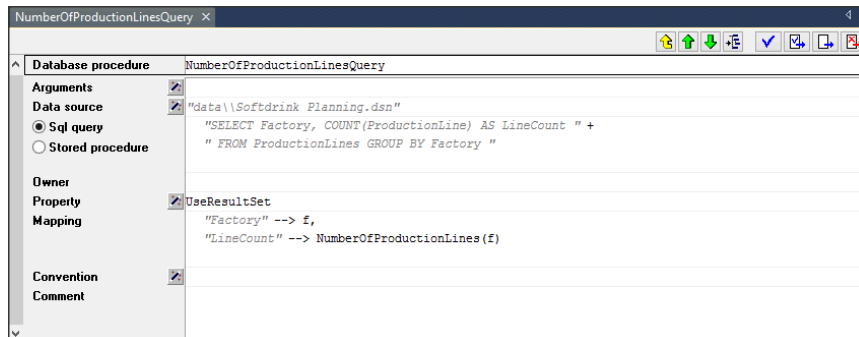 NumberOfProductionLinesQuery ×
Database procedure NumberOfProductionLinesQuery
Arguments
Data source "data\\Softdrink Planning.dsn"
Sql query "SELECT Factory, COUNT(ProductionLine) AS LineCount " +
Stored procedure " FROM ProductionLines GROUP BY Factory "
Owner
Property UseResultSet
Mapping "Factory" --> f,
"LineCount" --> NumberOfProductionLines(f)
Convention
Comment